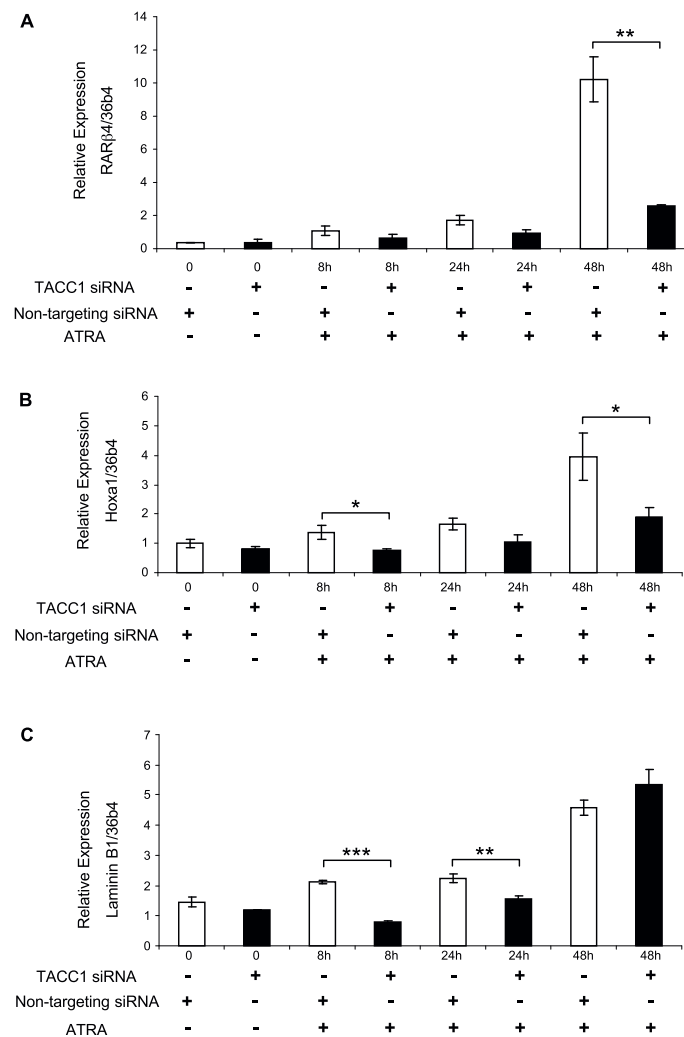 A
Relative Expression
RARβ4/36b4
14
12
10
8
6
4
2
0
**
0 0 8h 8h 24h 24h 48h 48h
TACC1 siRNA - + - + - + - +
Non-targeting siRNA + - + - + - + -
ATRA - - + + + + + +
B
Relative Expression
Hoxa1/36b4
6
5
4
3
2
1
0
*
*
0 0 8h 8h 24h 24h 48h 48h
TACC1 siRNA - + - + - + - +
Non-targeting siRNA + - + - + - + -
ATRA - - + + + + + +
C
Relative Expression
Laminin B1/36b4
7
6
5
4
3
2
1
0
***
**
0 0 8h 8h 24h 24h 48h 48h
TACC1 siRNA - + - + - + - +
Non-targeting siRNA + - + - + - + -
ATRA - - + + + + + +